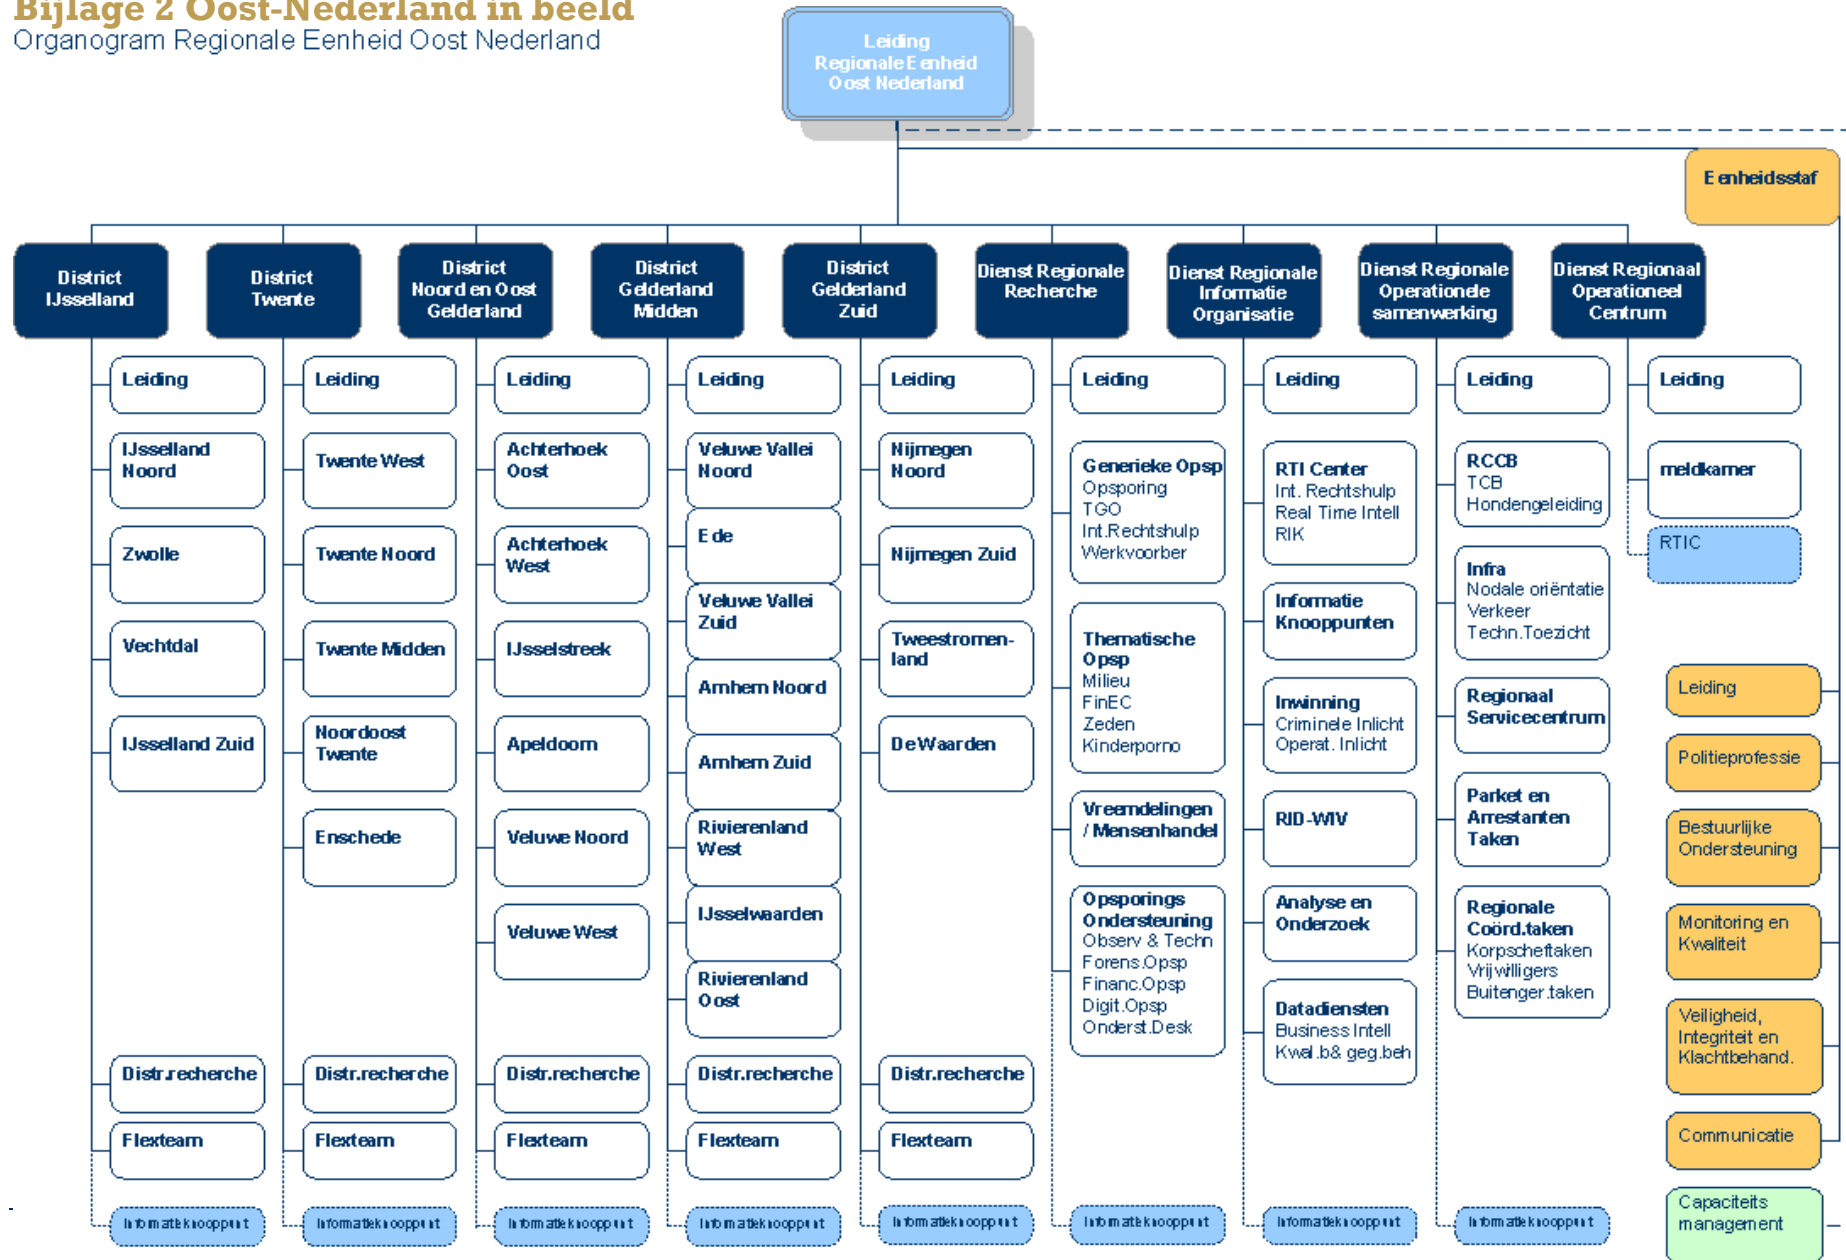 Bijlage 2 Oost-Nederland in beeld
Organogram Regionale Eenheid Oost Nederland
Leiding
Regionale Eenheid
Oost Nederland
Eenheidsstaf
District
IJsselland
District
Twente
District
Noord en Oost
Gelderland
District
Gelderland
Midden
District
Gelderland
Zuid
Dienst Regionale
Recherche
Dienst Regionale
Informatie
Organisatie
Dienst Regionale
Operationele
samenwerking
Dienst Regionaal
Operationeel
Centrum
Leiding
IJsselland
Noord
Zwolle
Vechtdal
IJsselland Zuid
Distr.recherche
Flexteam
Informatieknooppunt
Leiding
Twente West
Twente Noord
Twente Midden
Noordoost
Twente
Enschede
Distr.recherche
Flexteam
Informatieknooppunt
Leiding
Achterhoek
Oost
Achterhoek
West
IJsselstreek
Apeldoorn
Veluwe Noord
Veluwe West
Distr.recherche
Flexteam
Informatieknooppunt
Leiding
Veluwe Vallei
Noord
Ede
Veluwe Vallei
Zuid
Arnhem Noord
Arnhem Zuid
Rivierenland
West
IJsselwaarden
Rivierenland
Oost
Distr.recherche
Flexteam
Informatieknooppunt
Leiding
Nijmegen
Noord
Nijmegen Zuid
Tweestromen-
land
De Waarden
Distr.recherche
Flexteam
Informatieknooppunt
Leiding
Generieke Opsp
Opsporing
TGO
Int.Rechtshulp
Werkvoorber
Thematische
Opsp
Milieu
FinEC
Zeden
Kinderporno
Vreemdelingen
/ Mensenhandel
Opsporings
Ondersteuning
Observ & Techn
Forens.Opsp
Financ.Opsp
Digit.Opsp
Onderst.Desk
Informatieknooppunt
Leiding
RTI Center
Int. Rechtshulp
Real Time Intell
RIK
Informatie
Knooppunten
Inwinning
Criminele Inlicht
Operat. Inlicht
RID-WIV
Analyse en
Onderzoek
Datadiensten
Business Intell
Kwal.b& geg.beh
Informatieknooppunt
Leiding
RCCB
TCB
Hondengeleiding
Infra
Nodale oriëntatie
Verkeer
Techn.Toezicht
Regionaal
Servicecentrum
Parket en
Arrestanten
Taken
Regionale
Coörd.taken
Korpscheftaken
Vrijwilligers
Buitenger.taken
Informatieknooppunt
Leiding
meldkamer
RTIC
Leiding
Politieprofessie
Bestuurlijke
Ondersteuning
Monitoring en
Kwaliteit
Veiligheid,
Integriteit en
Klachtbehand.
Communicatie
Capaciteits
management